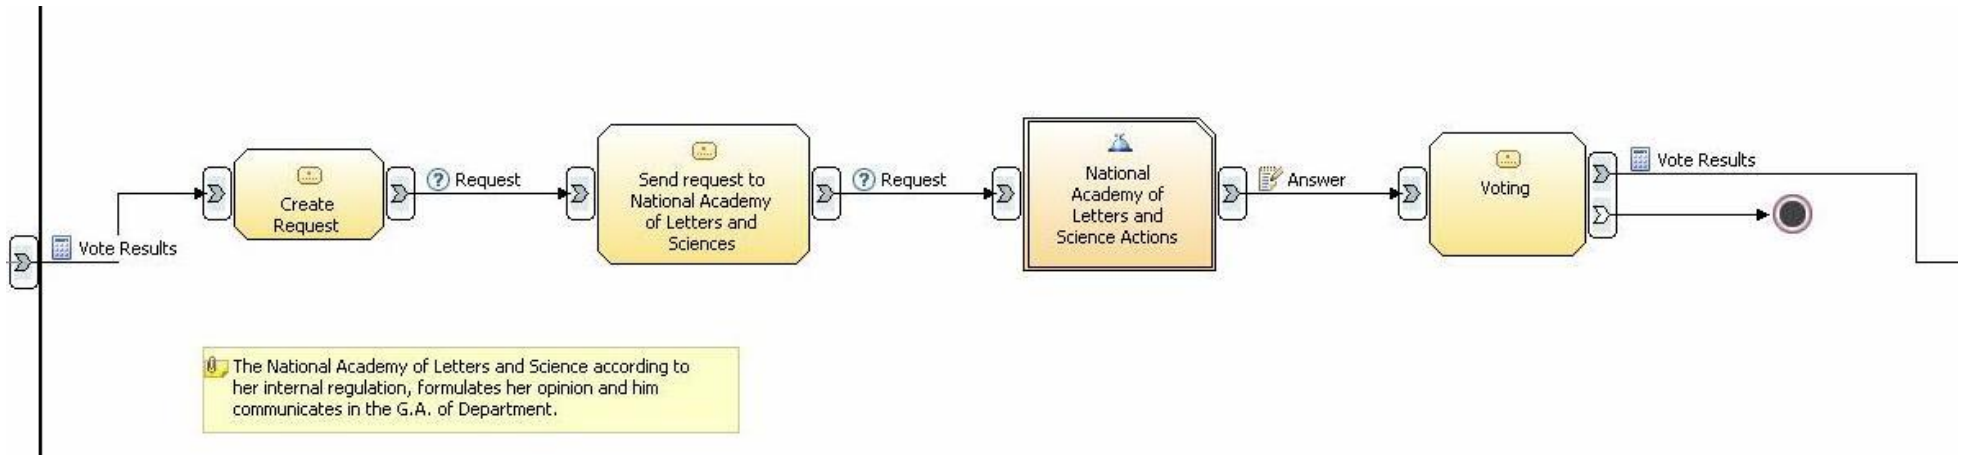 Vote Results
Create
Request
Request
Send request to
National Academy
of Letters and
Sciences
Request
National
Academy of
Letters and
Science Actions
Answer
Voting
Vote Results
The National Academy of Letters and Science according to
her internal regulation, formulates her opinion and him
communicates in the G.A. of Department.